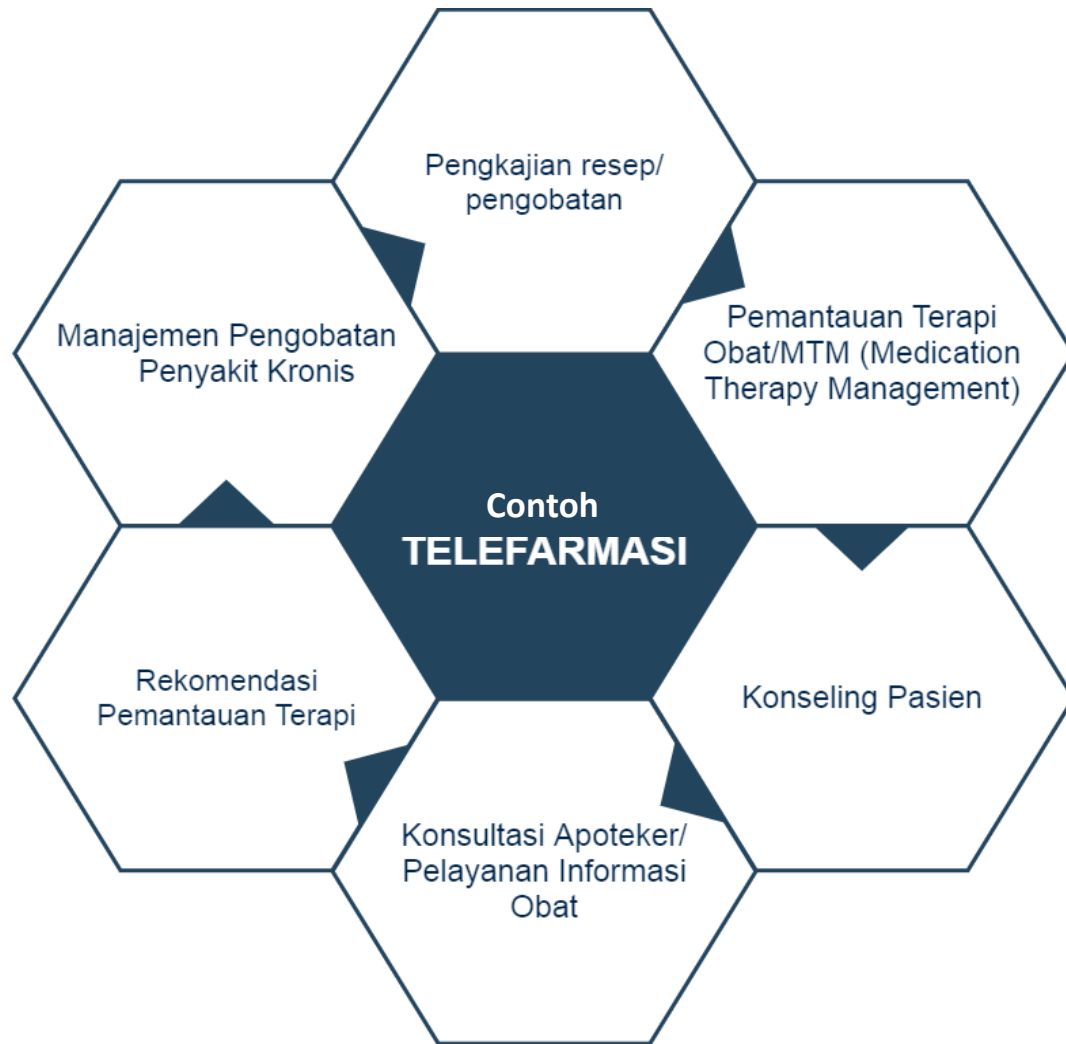 Pengkajian resep/
pengobatan
Pemantauan Terapi
Obat/MTM (Medication
Therapy Management)
Konseling Pasien
Konsultasi Apoteker/
Pelayanan Informasi
Obat
Rekomendasi
Pemantauan Terapi
Manajemen Pengobatan
Penyakit Kronis
Contoh
TELEFARMASI